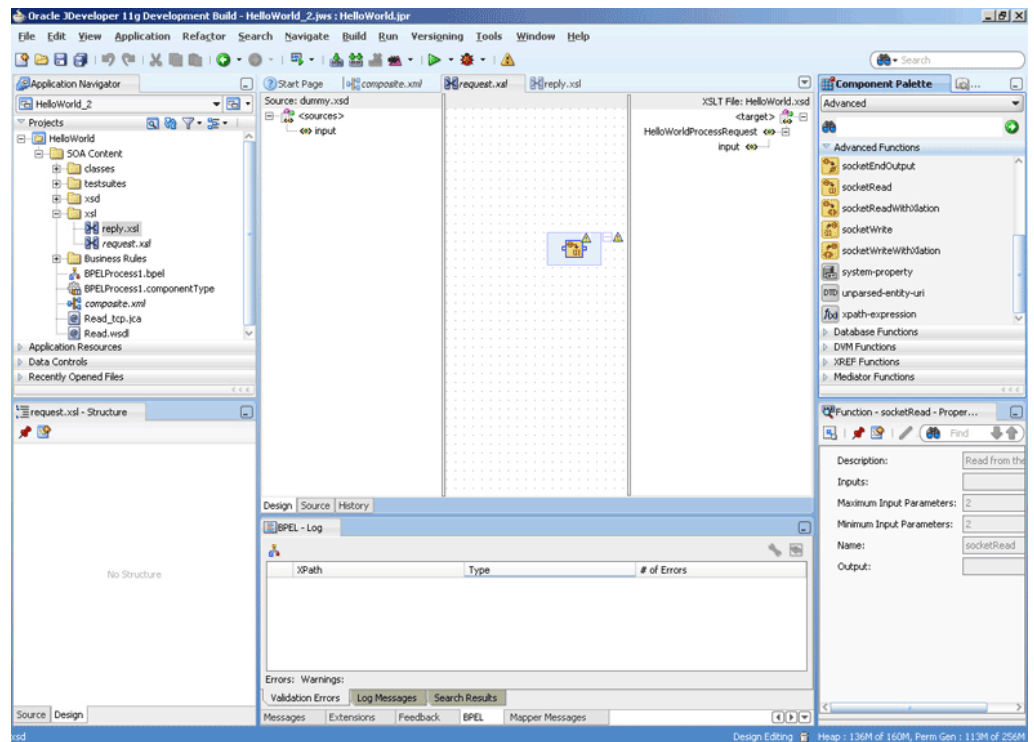 Oracle JDeveloper 11g Development Build - HelloWorld_2.jws : HelloWorld.jpr
File Edit View Application Refactor Search Navigate Build Run Versioning Tools Window Help
Search
Application Navigator
HelloWorld_2
Projects
HelloWorld
SOA Content
classes
testsuites
xsd
xsl
reply.xsl
request.xsl
Business Rules
BPELProcess1.bpel
BPELProcess1.componentType
composite.xml
Read_tcp.jca
Read.wsdl
Application Resources
Data Controls
Recently Opened Files
request.xsl - Structure
No Structure
Source Design
Start Page composite.xml request.xsl reply.xsl
Source: dummy.xsd
<sources>
input
XSLT File: HelloWorld.xsd
<target>
HelloWorldProcessRequest
input
Design Source History
BPEL - Log
XPath Type # of Errors
Errors: Warnings:
Validation Errors Log Messages Search Results
Messages Extensions Feedback BPEL Mapper Messages
Component Palette
Advanced
Advanced Functions
socketEndOutput
socketRead
socketReadWithXlation
socketWrite
socketWriteWithXlation
system-property
DTD unparsed-entity-uri
xpath-expression
Database Functions
DVM Functions
XREF Functions
Mediator Functions
Function - socketRead - Proper...
Find
Description: Read from the
Inputs:
Maximum Input Parameters: 2
Minimum Input Parameters: 2
Name: socketRead
Output:
xsd
Design Editing Heap : 136M of 160M, Perm Gen : 113M of 256M